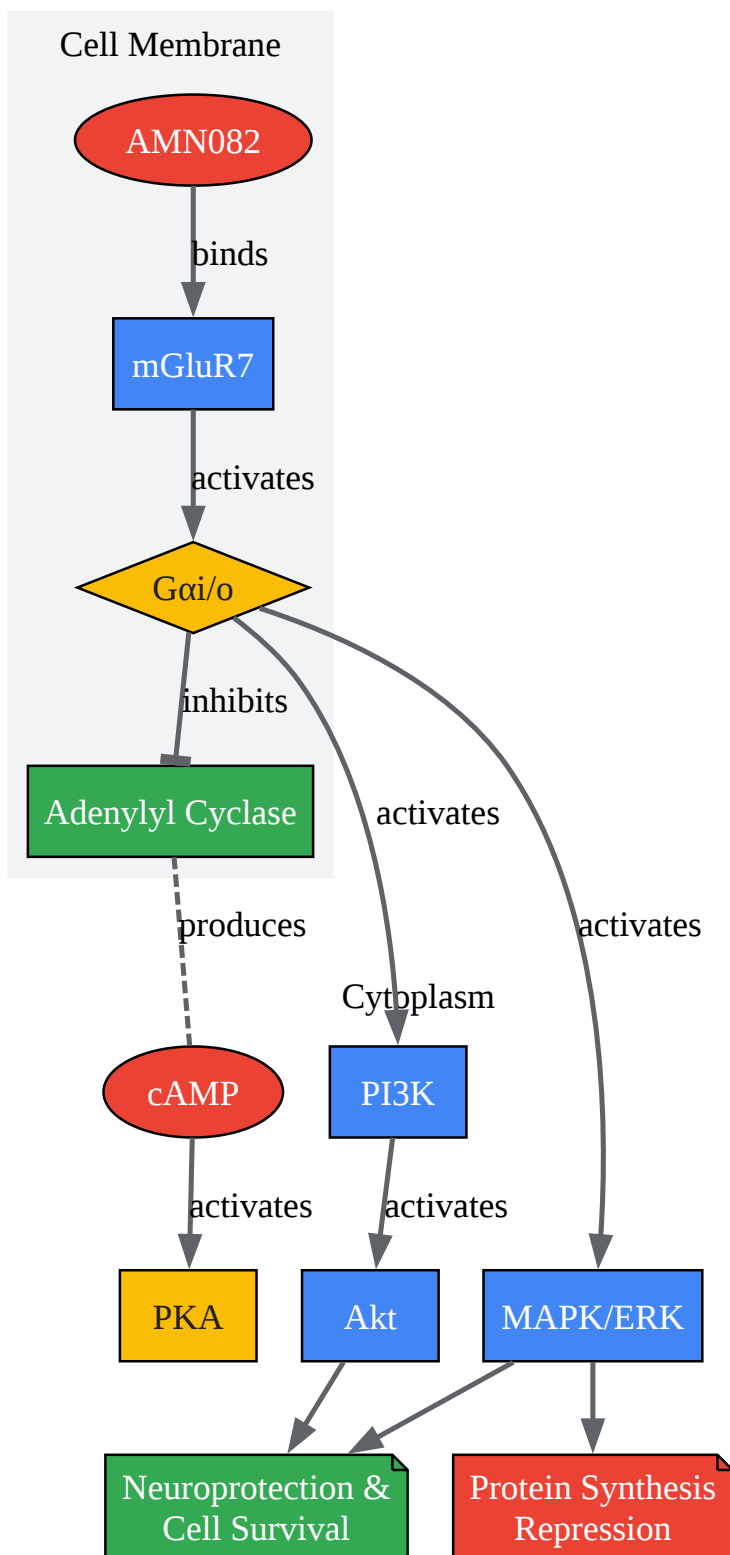 Cell Membrane
AMN082
binds
mGluR7
activates
Gαi/o
inhibits
Adenylyl Cyclase
activates
produces
activates
Cytoplasm
cAMP
PI3K
activates
activates
PKA
Akt
MAPK/ERK
Neuroprotection &
Cell Survival
Protein Synthesis
Repression